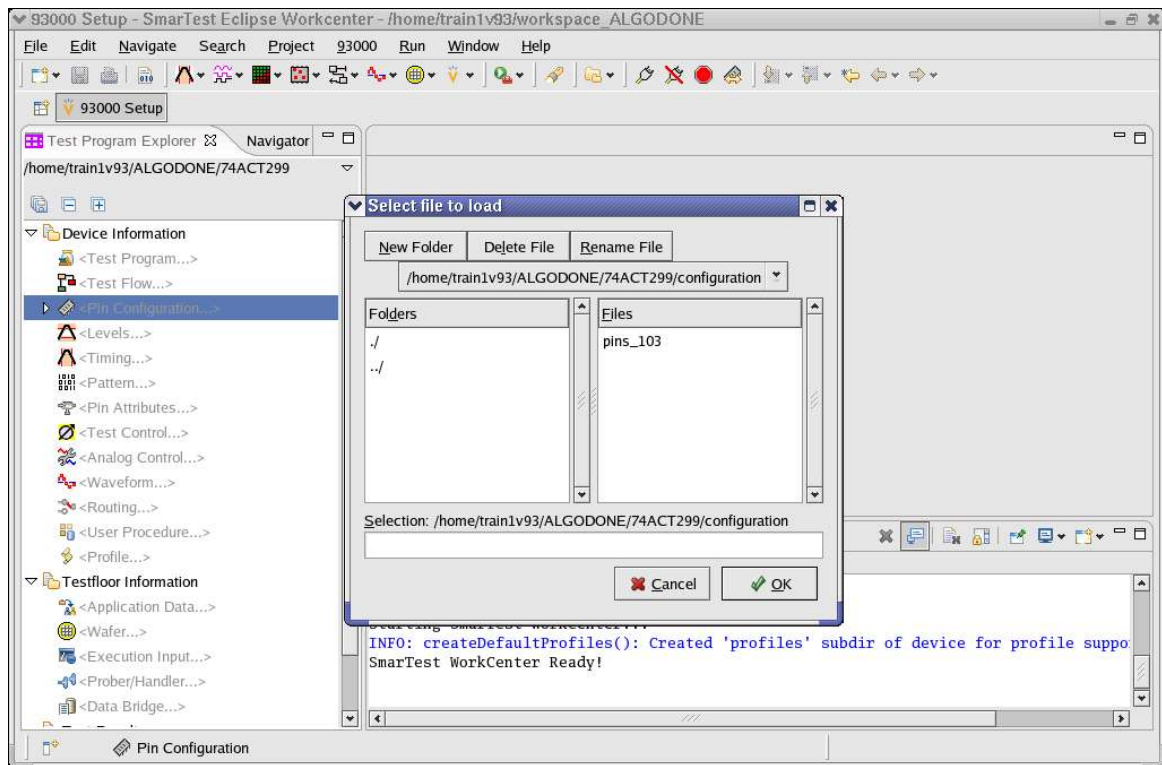 93000 Setup - SmarTest Eclipse Workcenter - /home/train1v93/workspace_ALGODONE
File Edit Navigate Search Project 93000 Run Window Help
93000 Setup
Test Program Explorer Navigator
/home/train1v93/ALGODONE/74ACT299
Device Information
<Test Program...>
<Test Flow...>
<Pin Configuration...>
<Levels...>
<Timing...>
<Pattern...>
<Pin Attributes...>
<Test Control...>
<Analog Control...>
<Waveform...>
<Routing...>
<User Procedure...>
<Profile...>
Testfloor Information
<Application Data...>
<Wafer...>
<Execution Input...>
<Prober/Handler...>
<Data Bridge...>
Select file to load
New Folder Delete File Rename File
/home/train1v93/ALGODONE/74ACT299/configuration
Folders Files
./ pins_103
../
Selection: /home/train1v93/ALGODONE/74ACT299/configuration
Cancel OK
Starting SmarTest WorkCenter...
INFO: createDefaultProfiles(): Created 'profiles' subdir of device for profile suppo
SmarTest WorkCenter Ready!
Pin Configuration